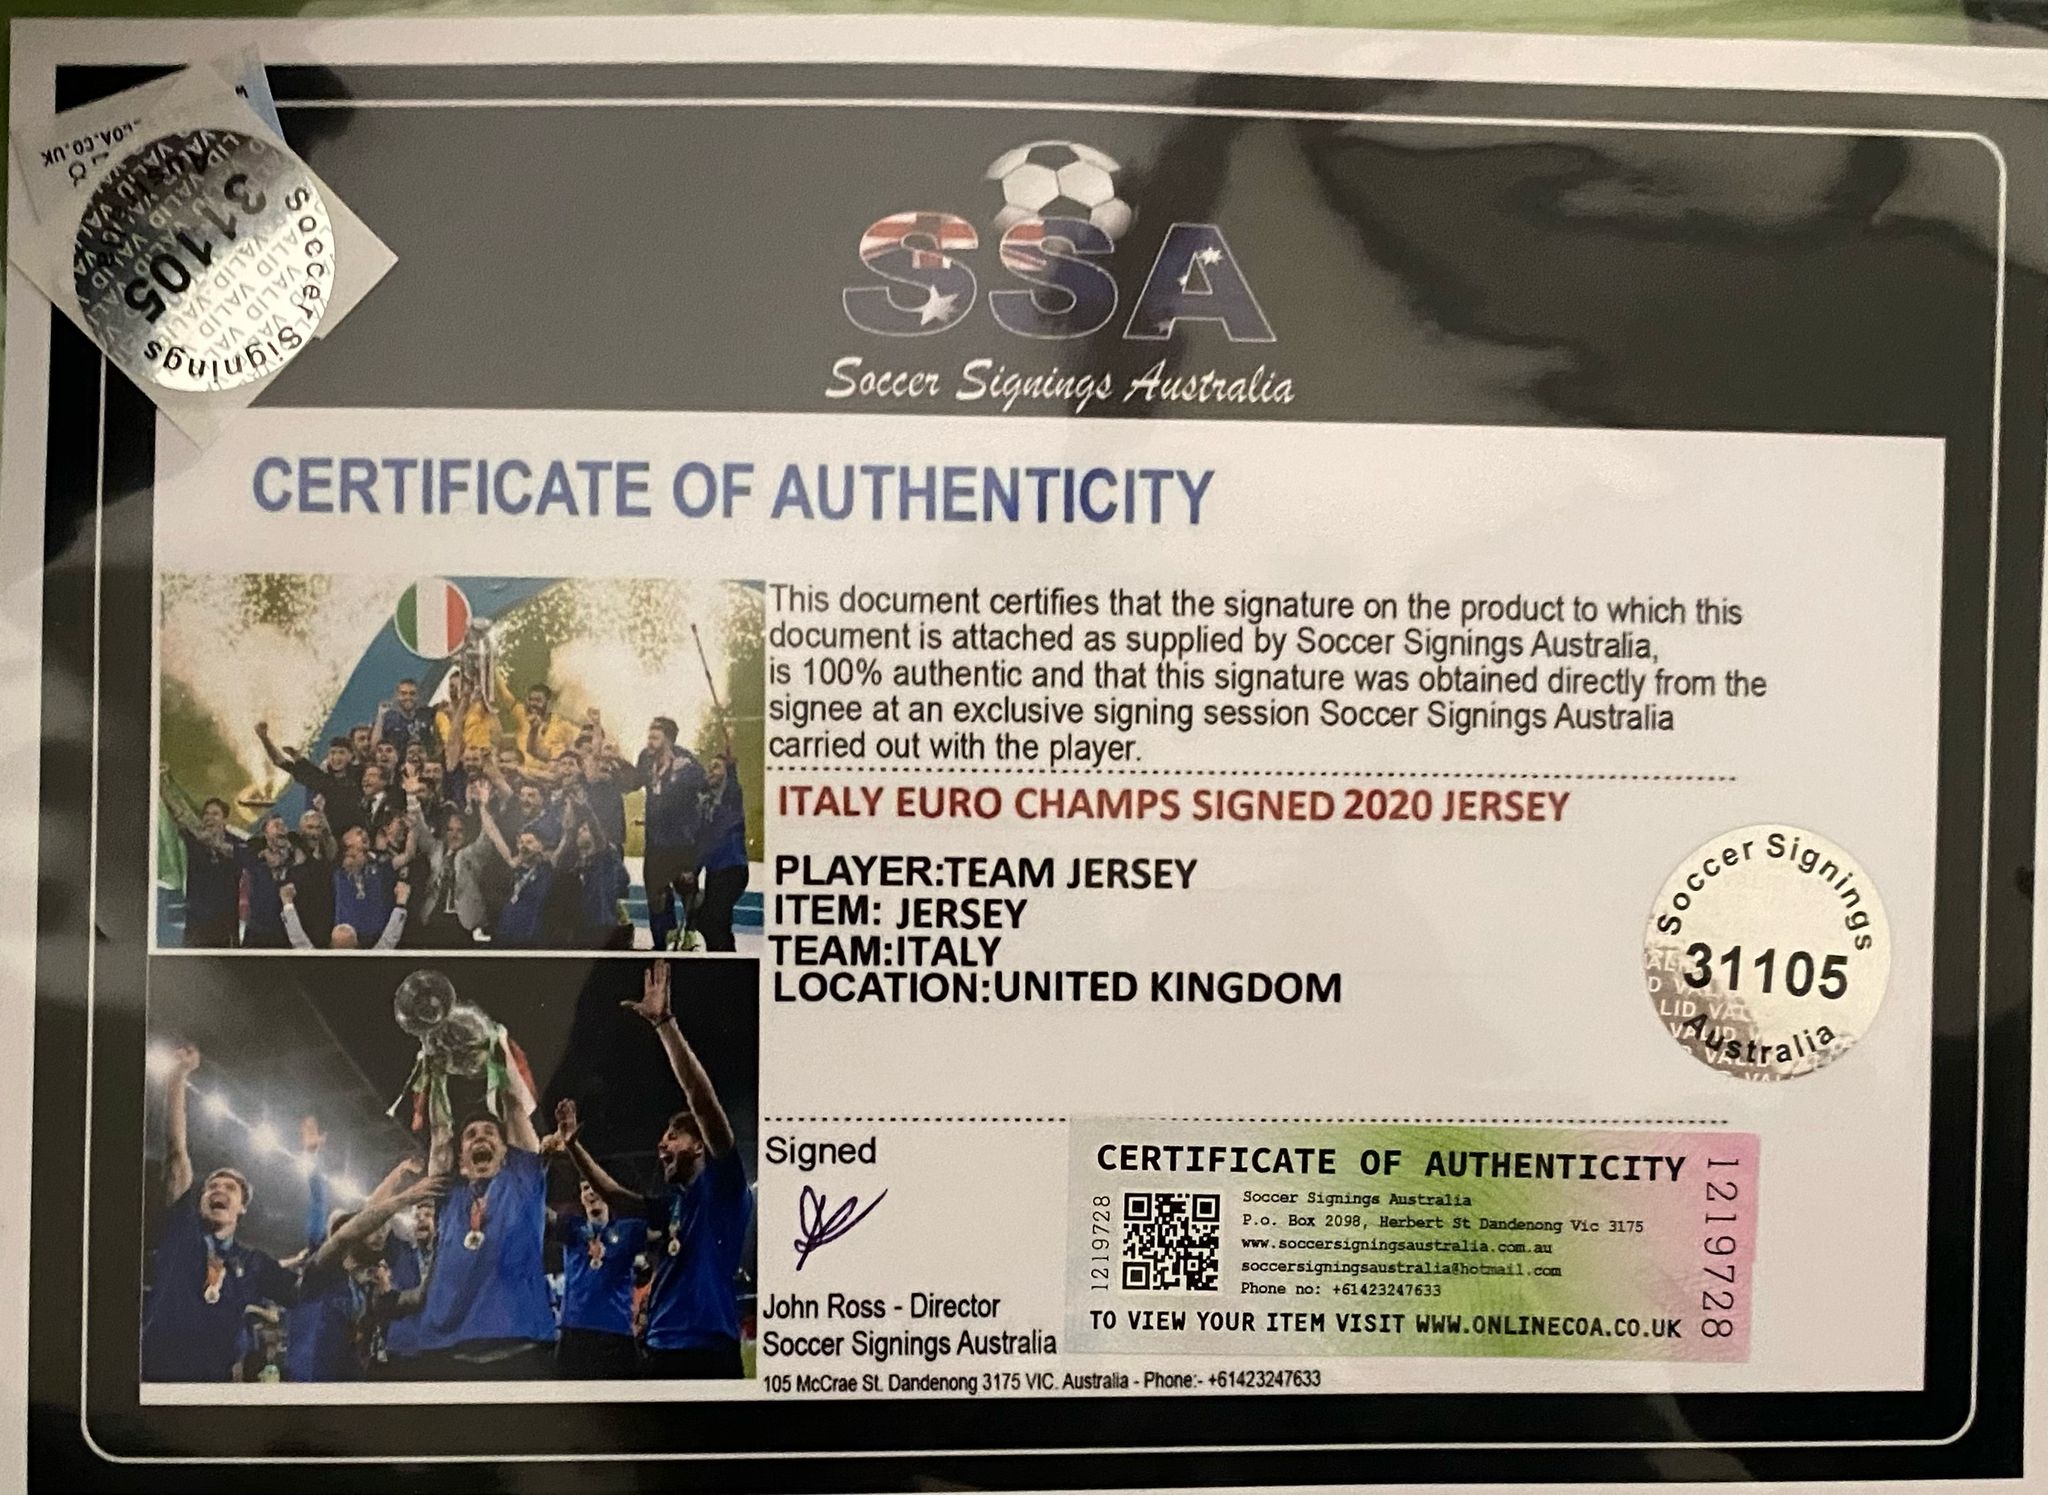 COA.CO.UK
Soccer Signings
31105
Australia
VALID VALID VALID
SSA
Soccer Signings Australia
CERTIFICATE OF AUTHENTICITY
This document certifies that the signature on the product to which this
document is attached as supplied by Soccer Signings Australia,
is 100% authentic and that this signature was obtained directly from the
signee at an exclusive signing session Soccer Signings Australia
carried out with the player.
ITALY EURO CHAMPS SIGNED 2020 JERSEY
PLAYER:TEAM JERSEY
ITEM: JERSEY
TEAM:ITALY
LOCATION:UNITED KINGDOM
Soccer Signings
31105
Australia
Signed
John Ross - Director
Soccer Signings Australia
105 McCrae St. Dandenong 3175 VIC. Australia - Phone:- +61423247633
CERTIFICATE OF AUTHENTICITY
1219728
Soccer Signings Australia
P.o. Box 2098, Herbert St Dandenong Vic 3175
www.soccersigningsaustralia.com.au
soccersigningsaustralia@hotmail.com
Phone no: +61423247633
TO VIEW YOUR ITEM VISIT WWW.ONLINECOA.CO.UK
1219728